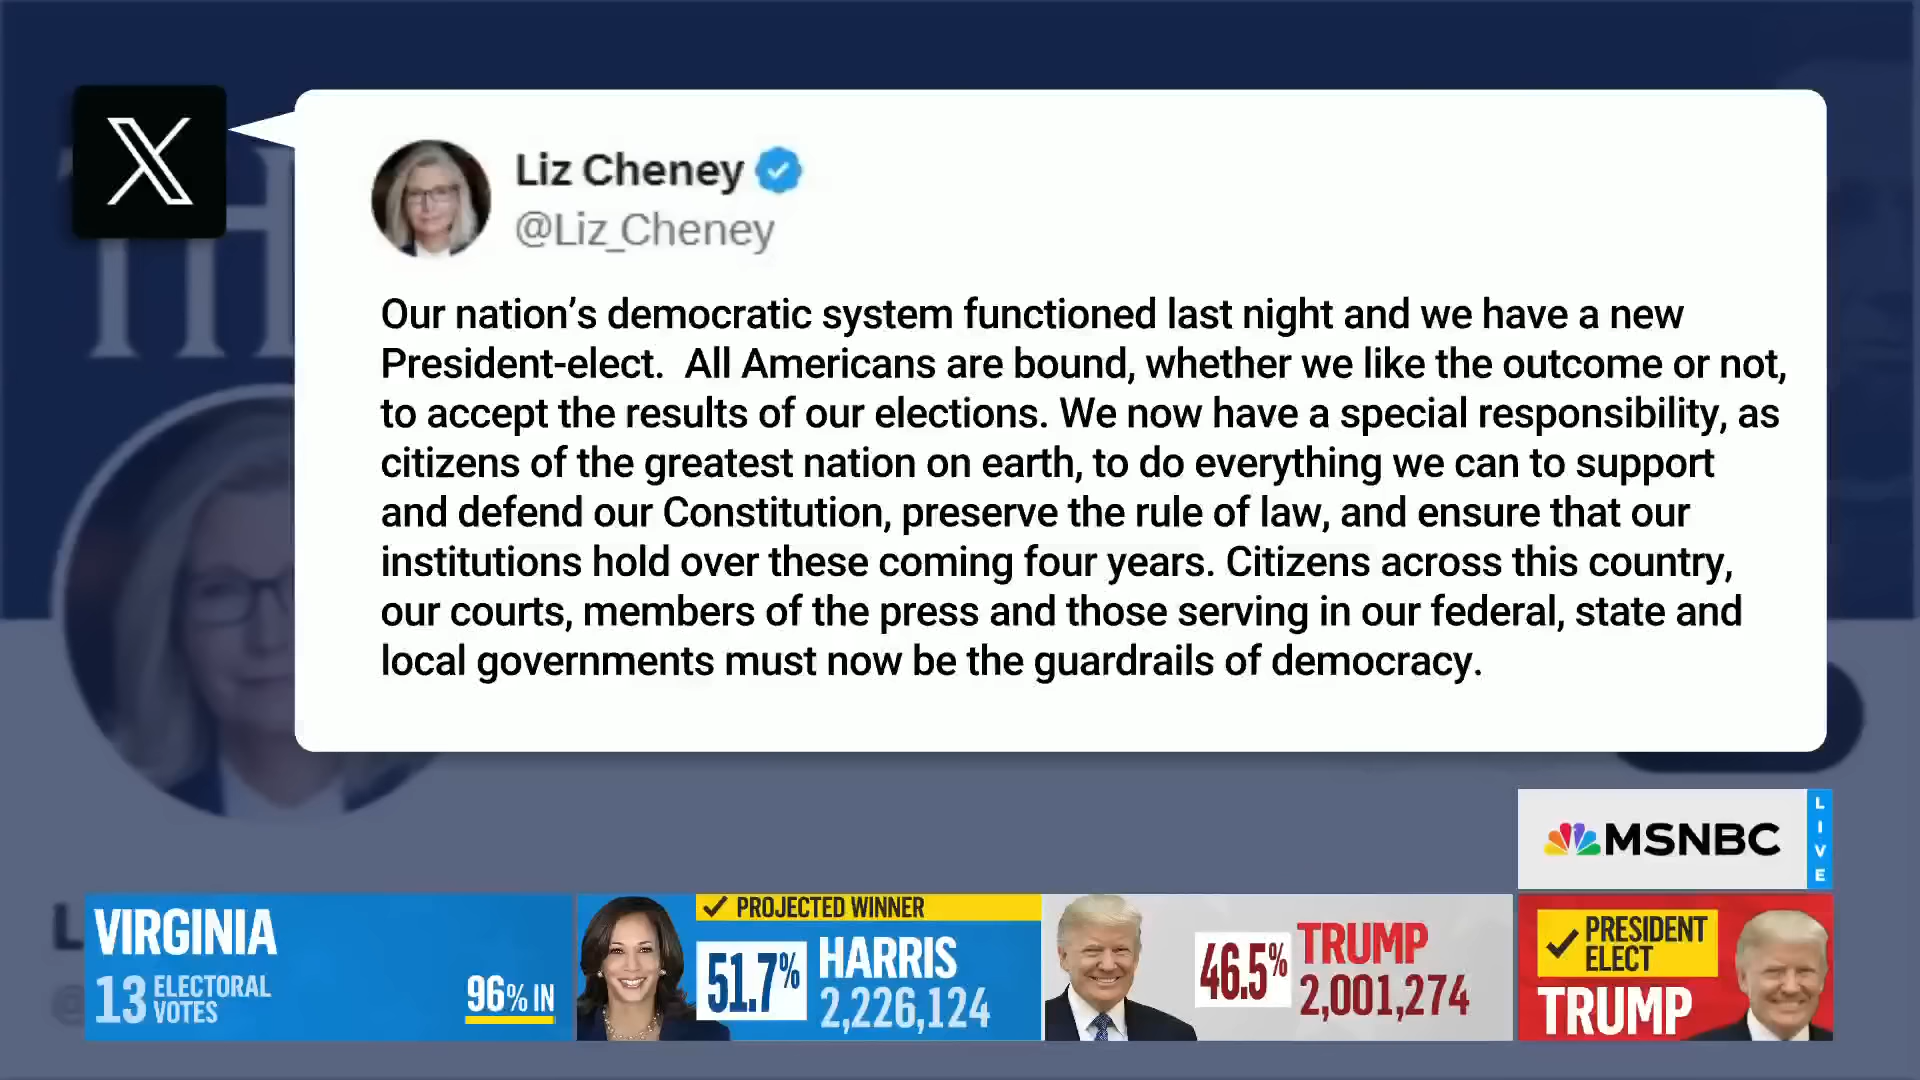 Liz Cheney
@Liz_Cheney
Our nation’s democratic system functioned last night and we have a new
President-elect.  All Americans are bound, whether we like the outcome or not,
to accept the results of our elections. We now have a special responsibility, as
citizens of the greatest nation on earth, to do everything we can to support
and defend our Constitution, preserve the rule of law, and ensure that our
institutions hold over these coming four years. Citizens across this country,
our courts, members of the press and those serving in our federal, state and
local governments must now be the guardrails of democracy.
MSNBC
LIVE
VIRGINIA
13 ELECTORAL
VOTES
96% IN
PROJECTED WINNER
51.7%
HARRIS
2,226,124
46.5%
TRUMP
2,001,274
PRESIDENT
ELECT
TRUMP